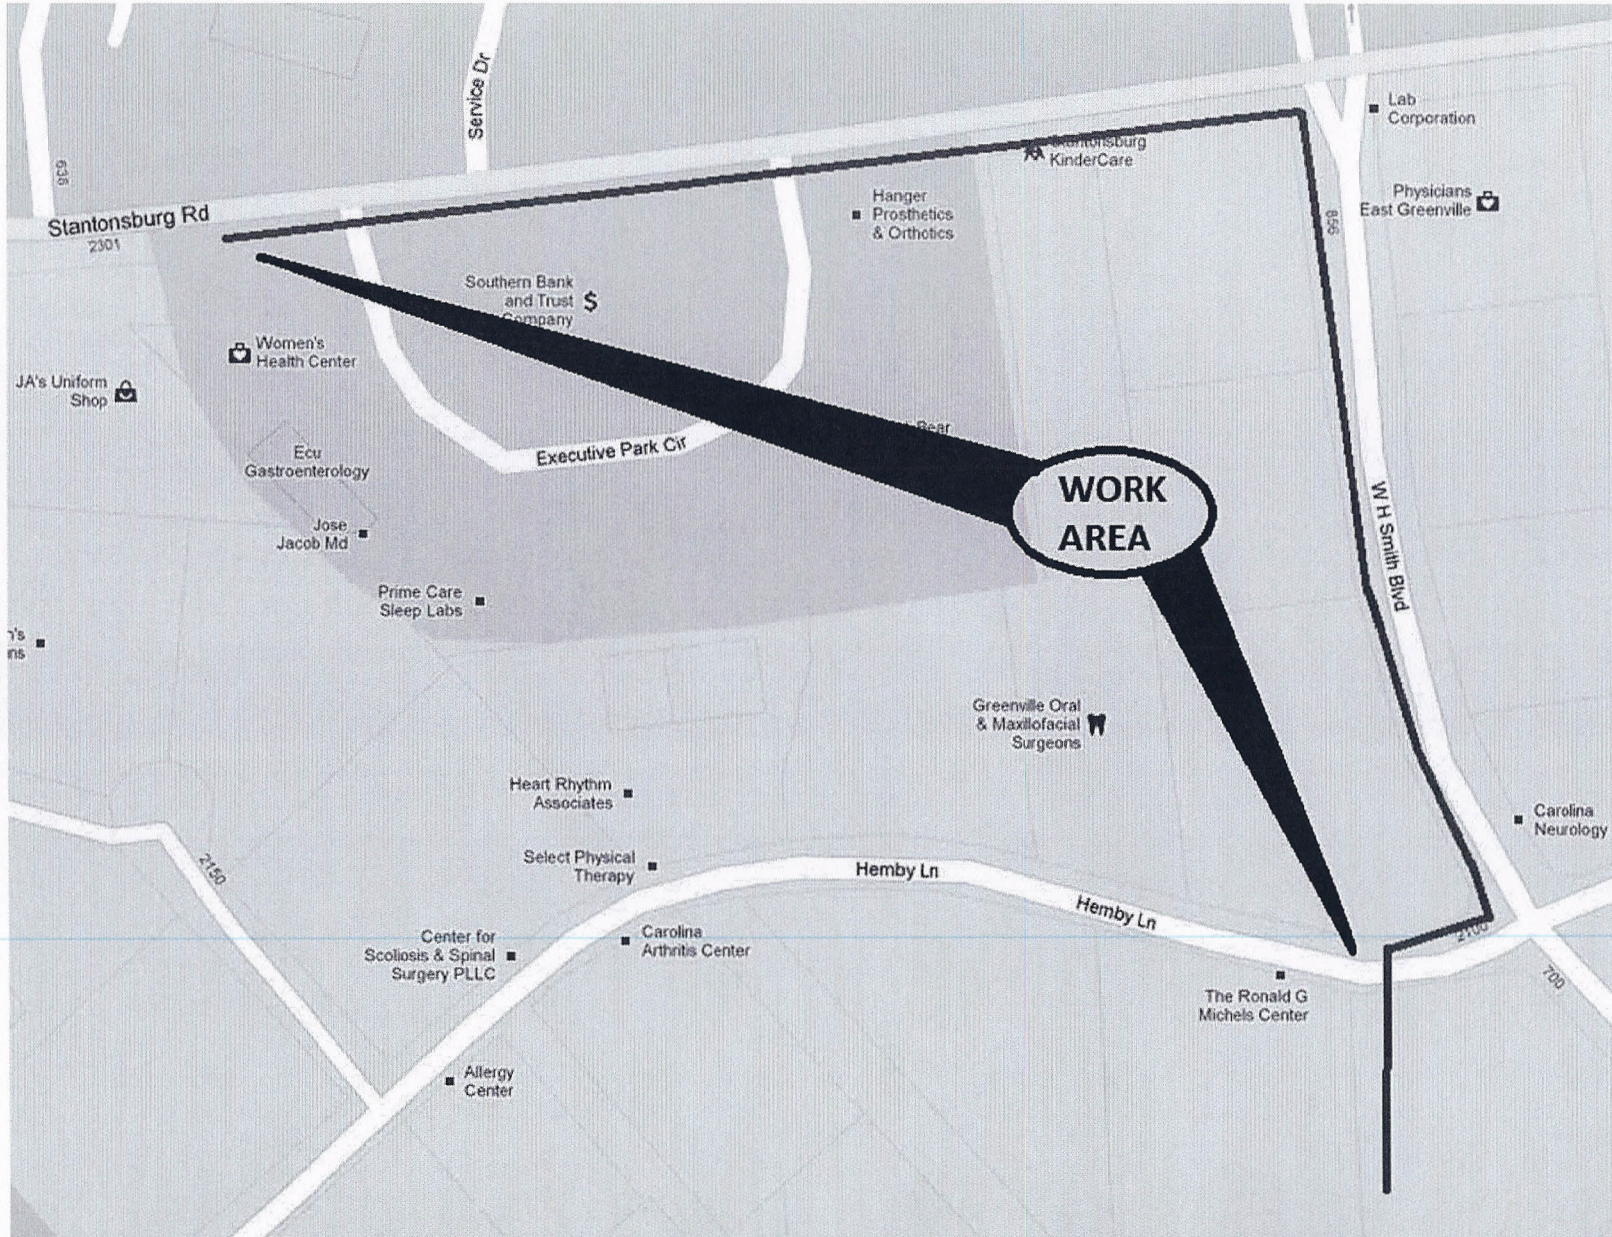 Service Dr
Lab
Corporation
635
Stantonsburg
KinderCare
Physicians
East Greenville
Hanger
Prosthetics
& Orthotics
Stantonsburg Rd
2301
856
Southern Bank
and Trust
Company
$
Women's
Health Center
JA's Uniform
Shop
Bear
Executive Park Cir
Ecu
Gastroenterology
WORK
AREA
Jose
Jacob Md
W H Smith Blvd
Prime Care
Sleep Labs
n's
ns
Greenville Oral
& Maxillofacial
Surgeons
Heart Rhythm
Associates
Carolina
Neurology
Select Physical
Therapy
2150
Hemby Ln
Hemby Ln
Center for
Scoliosis & Spinal
Surgery PLLC
Carolina
Arthritis Center
2100
700
The Ronald G
Michels Center
Allergy
Center